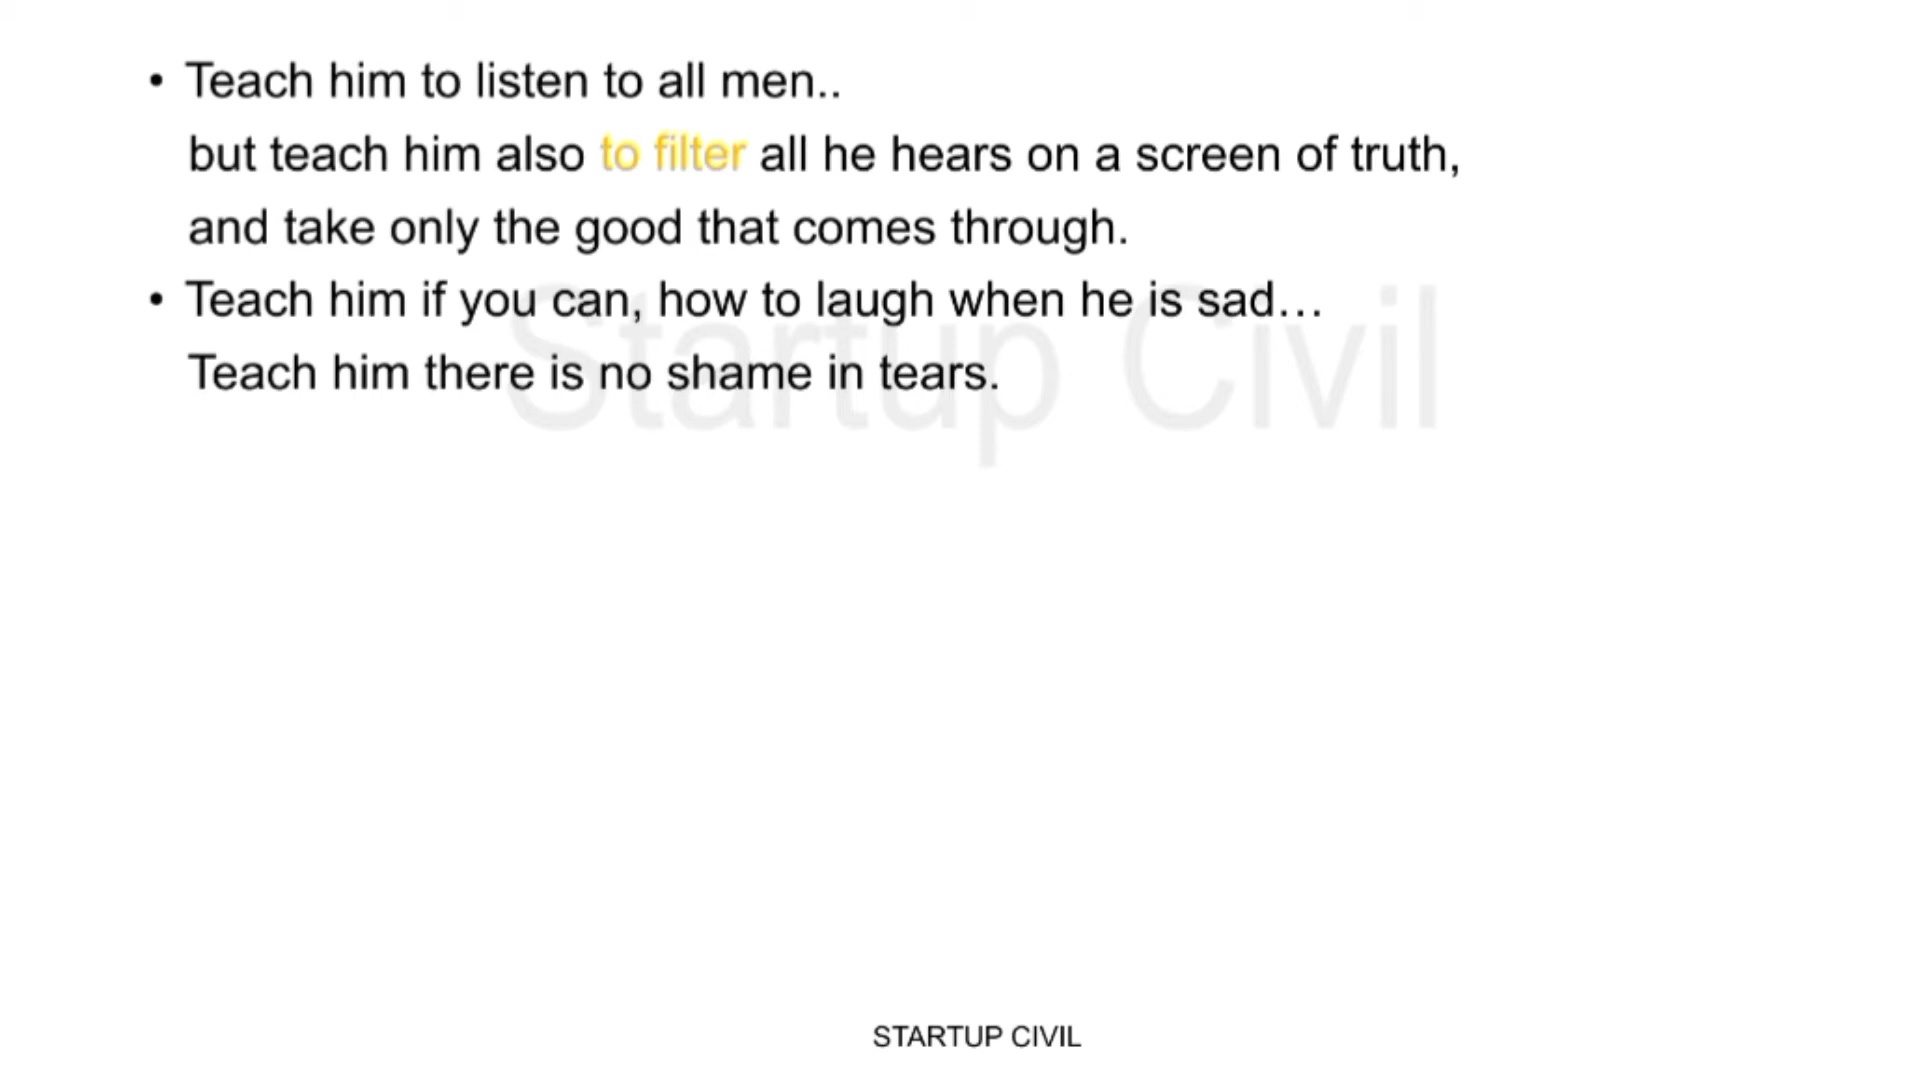 • Teach him to listen to all men..
but teach him also to filter all he hears on a screen of truth,
and take only the good that comes through.
• Teach him if you can, how to laugh when he is sad…
Teach him there is no shame in tears.
Startup Civil
STARTUP CIVIL